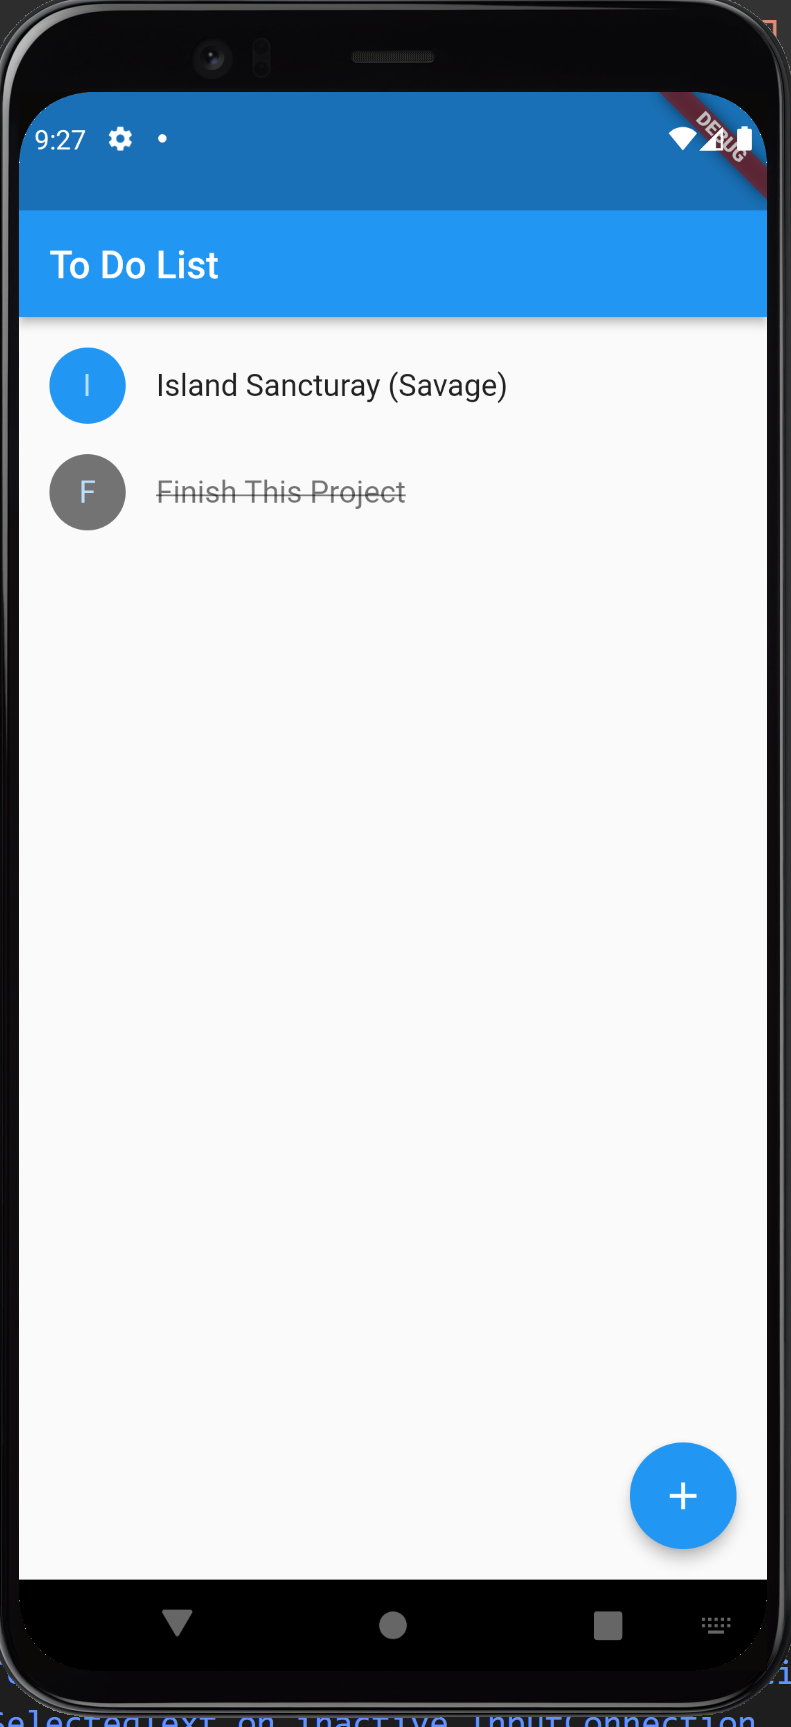 9:27
DEBUG
To Do List
I
Island Sancturay (Savage)
F
Finish This Project
+
SelectedText on inactive InputConnection